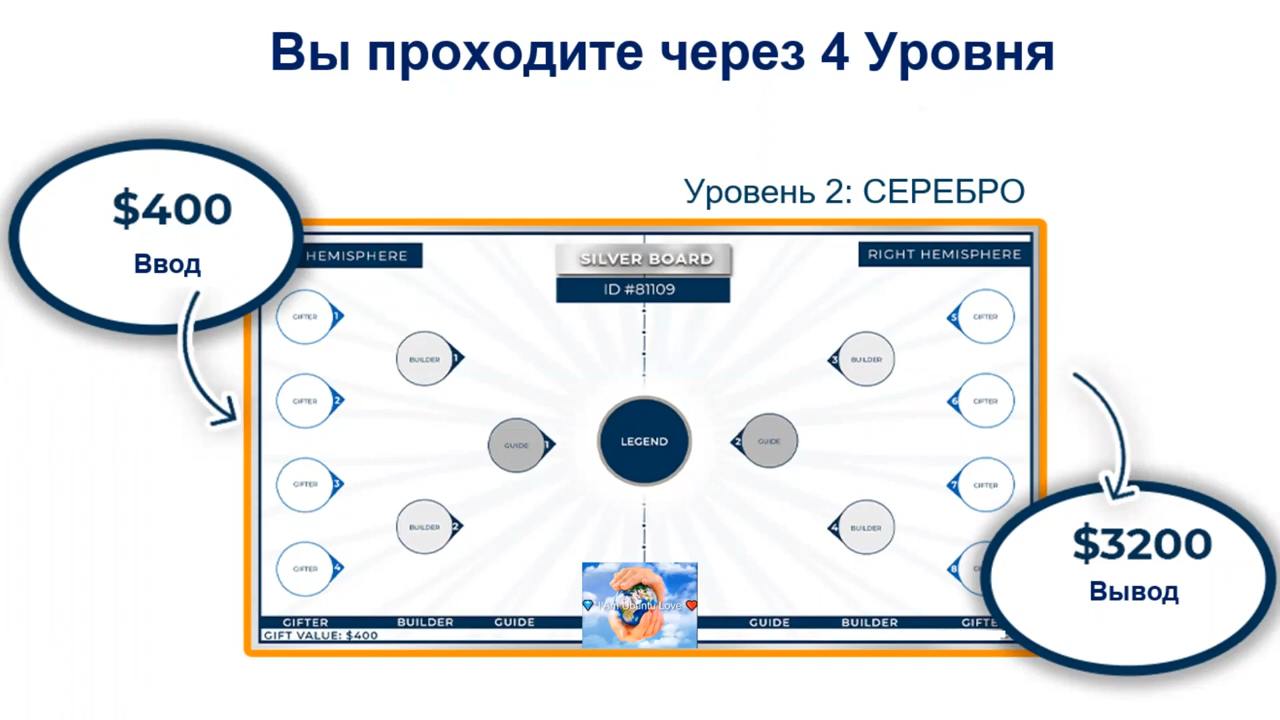 Вы проходите через 4 Уровня
$400
Ввод
Уровень 2: СЕРЕБРО
HEMISPHERE
SILVER BOARD
ID #81109
RIGHT HEMISPHERE
GIFTER 1
5 GIFTER
BUILDER 1
3 BUILDER
GIFTER 2
6 GIFTER
GUIDE 1
LEGEND
2 GUIDE
GIFTER 3
7 GIFTER
BUILDER 2
4 BUILDER
GIFTER 4
8
$3200
Вывод
I Am Ubuntu Love
GIFTER BUILDER GUIDE GUIDE BUILDER GIFTE
GIFT VALUE: $400